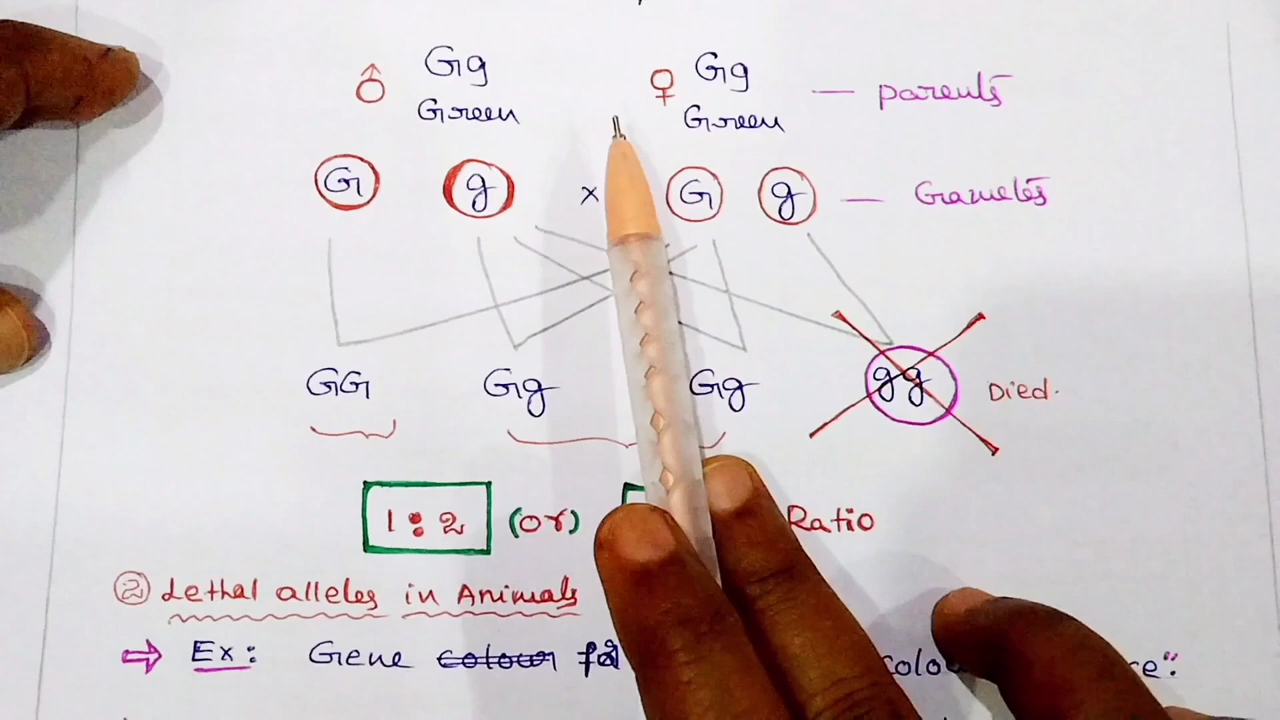 ♂ Gg ♀ Gg
Green Green — parents
G g x G g — Gametes
GG Gg Gg gg Died.
1 : 2 (or) Ratio
② Lethal alleles in Animals
⇒ Ex: Gene colour for